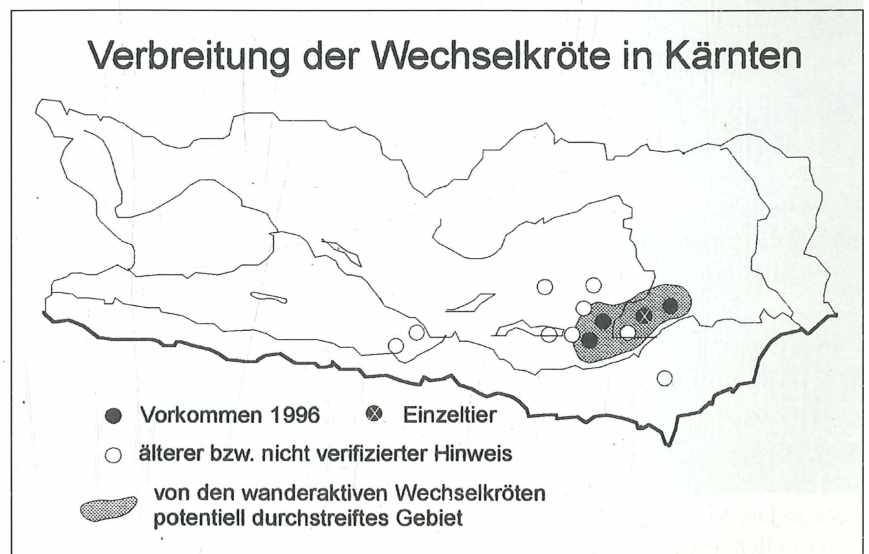 Verbreitung der Wechselkröte in Kärnten
Vorkommen 1996 Einzeltier
älterer bzw. nicht verifizierter Hinweis
von den wanderaktiven Wechselkröten
potentiell durchstreiftes Gebiet